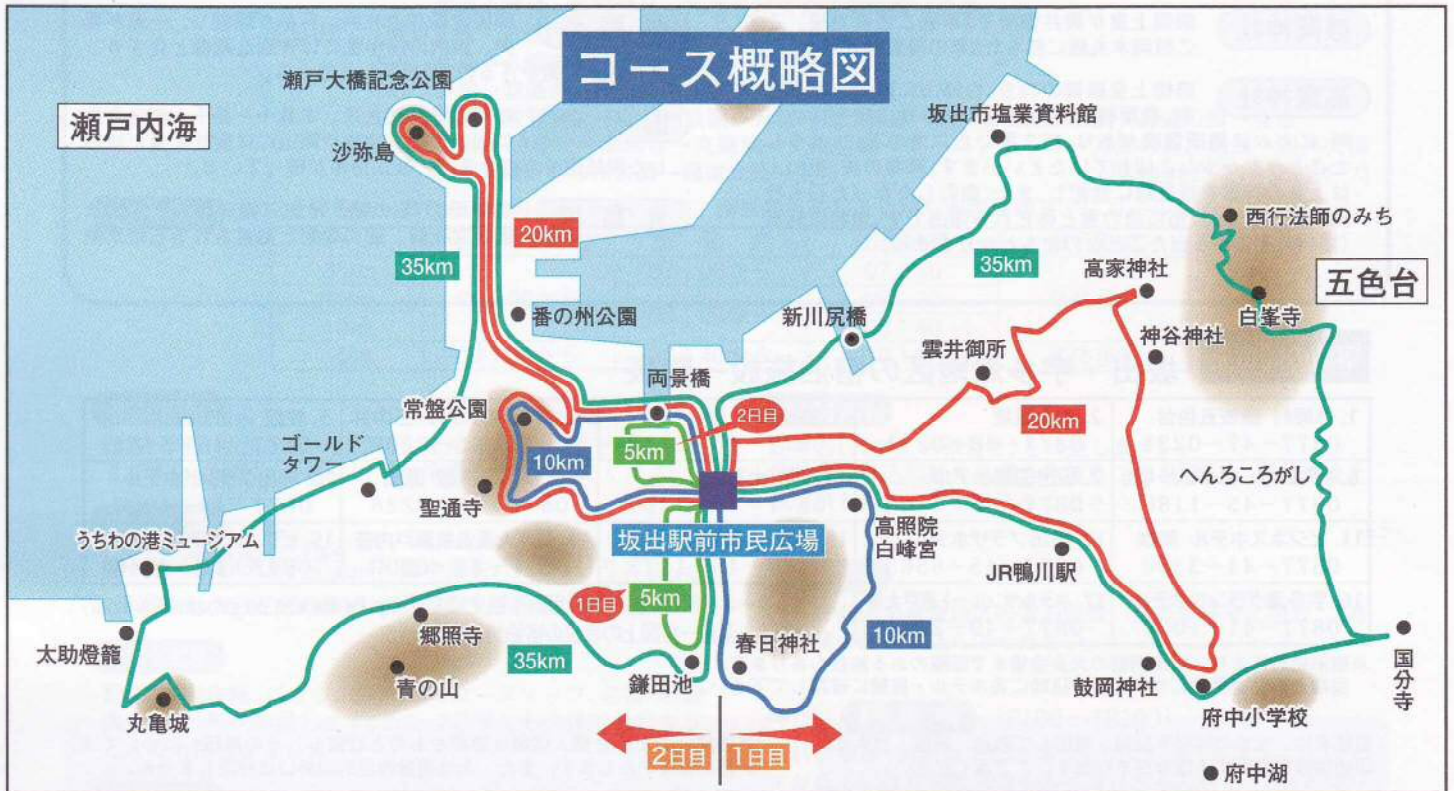 コース概略図
瀬戸内海
瀬戸大橋記念公園
沙弥島
20km
35km
番の州公園
両景橋
常盤公園
5km
2日目
10km
ゴールド
タワー
聖通寺
うちわの港ミュージアム
坂出駅前市民広場
1日目
5km
太助燈籠
郷照寺
35km
青の山
鎌田池
丸亀城
2日目
1日目
坂出市塩業資料館
西行法師のみち
35km
高家神社
五色台
新川尻橋
雲井御所
神谷神社
白峯寺
20km
へんろころがし
高照院
白峰宮
JR鴨川駅
春日神社
10km
鼓岡神社
国分寺
府中小学校
府中湖